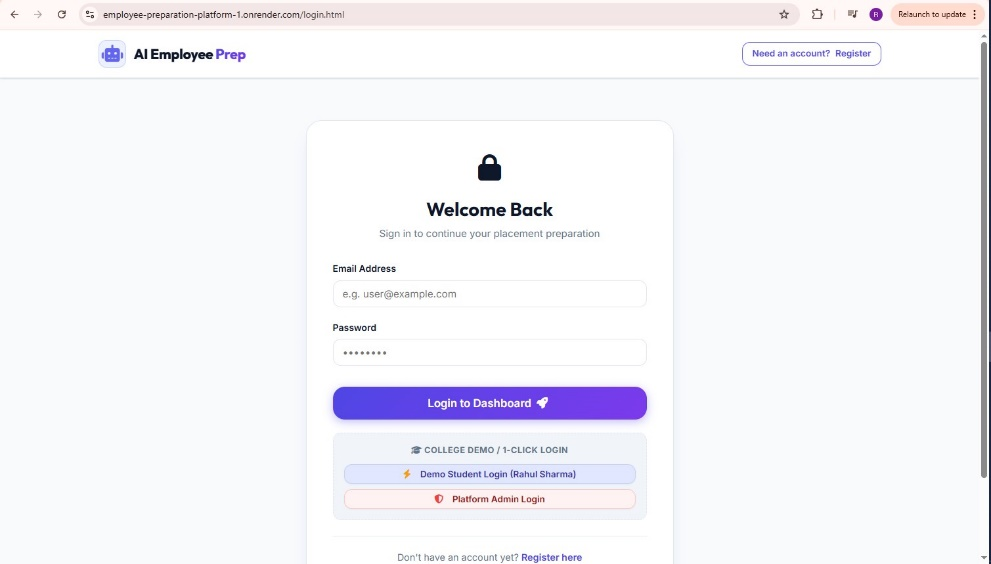 employee-preparation-platform-1.onrender.com/login.html
R
Relaunch to update
AI Employee Prep
Need an account? Register
Welcome Back
Sign in to continue your placement preparation
Email Address
e.g. user@example.com
Password
Login to Dashboard
COLLEGE DEMO / 1-CLICK LOGIN
Demo Student Login (Rahul Sharma)
Platform Admin Login
Don't have an account yet? Register here